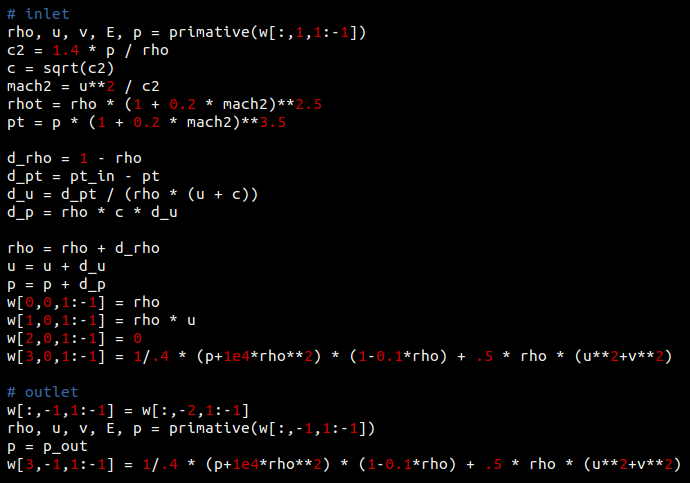 # inlet
rho, u, v, E, p = primative(w[:,1,1:-1])
c2 = 1.4 * p / rho
c = sqrt(c2)
mach2 = u**2 / c2
rhot = rho * (1 + 0.2 * mach2)**2.5
pt = p * (1 + 0.2 * mach2)**3.5
d_rho = 1 - rho
d_pt = pt_in - pt
d_u = d_pt / (rho * (u + c))
d_p = rho * c * d_u
rho = rho + d_rho
u = u + d_u
p = p + d_p
w[0,0,1:-1] = rho
w[1,0,1:-1] = rho * u
w[2,0,1:-1] = 0
w[3,0,1:-1] = 1/.4 * (p+1e4*rho**2) * (1-0.1*rho) + .5 * rho * (u**2+v**2)
# outlet
w[:,-1,1:-1] = w[:,-2,1:-1]
rho, u, v, E, p = primative(w[:,-1,1:-1])
p = p_out
w[3,-1,1:-1] = 1/.4 * (p+1e4*rho**2) * (1-0.1*rho) + .5 * rho * (u**2+v**2)